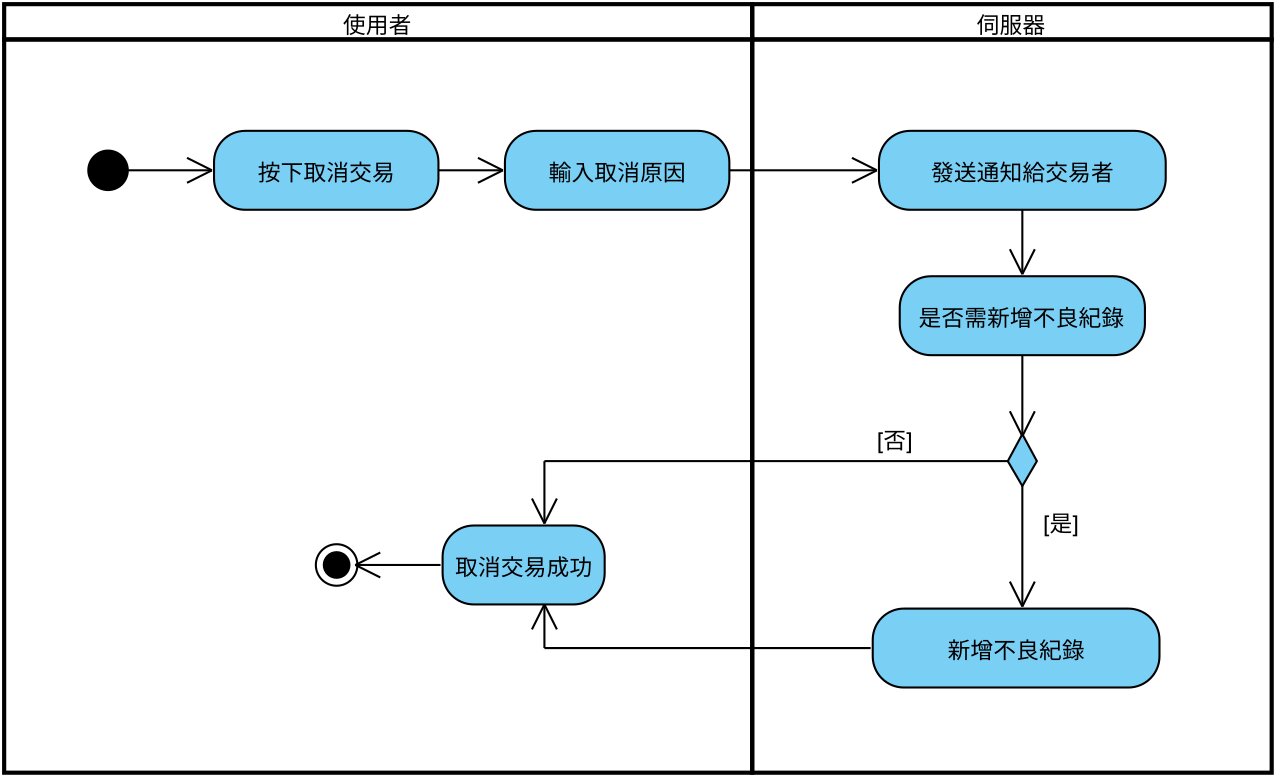 使用者
伺服器
按下取消交易
輸入取消原因
發送通知給交易者
是否需新增不良紀錄
[否]
[是]
取消交易成功
新增不良紀錄